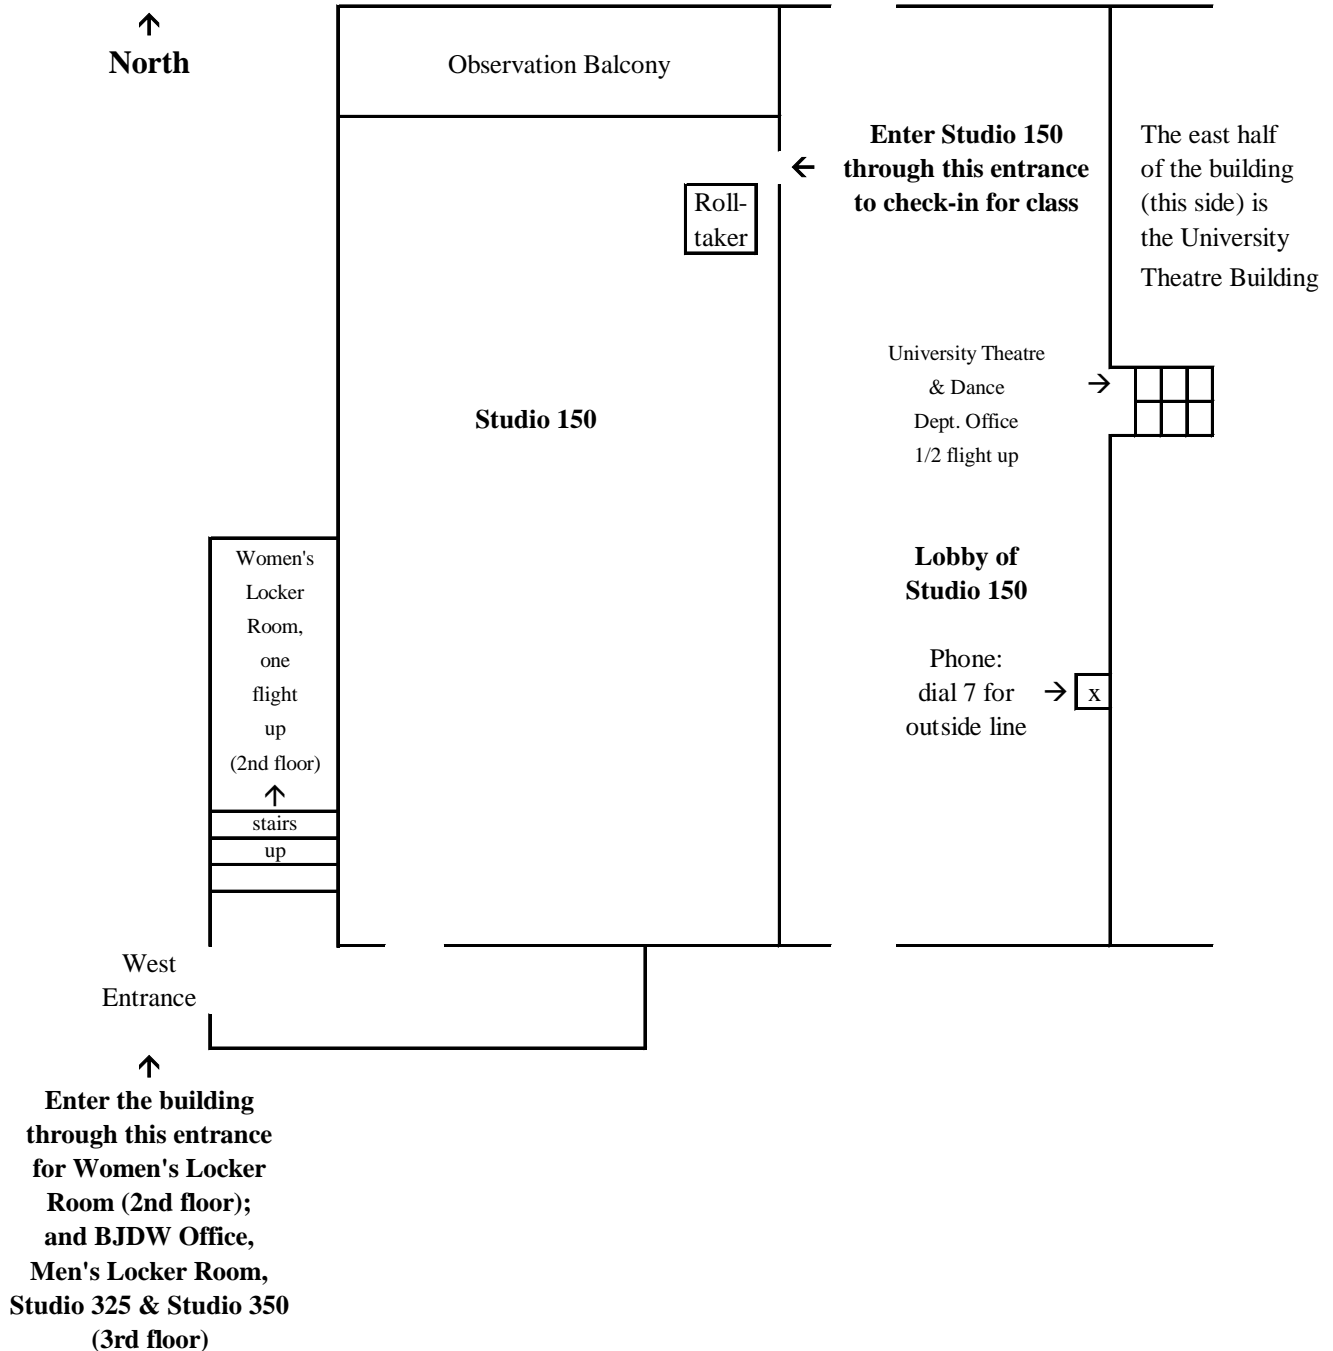 ↑
North
Observation Balcony
Enter Studio 150
← through this entrance
to check-in for class
The east half
of the building
(this side) is
the University
Theatre Building
Roll-
taker
University Theatre
& Dance →
Dept. Office
1/2 flight up
Studio 150
Women's
Locker
Room,
one
flight
up
(2nd floor)
↑
stairs
up
Lobby of
Studio 150
Phone:
dial 7 for → x
outside line
West
Entrance
↑
Enter the building
through this entrance
for Women's Locker
Room (2nd floor);
and BJDW Office,
Men's Locker Room,
Studio 325 & Studio 350
(3rd floor)